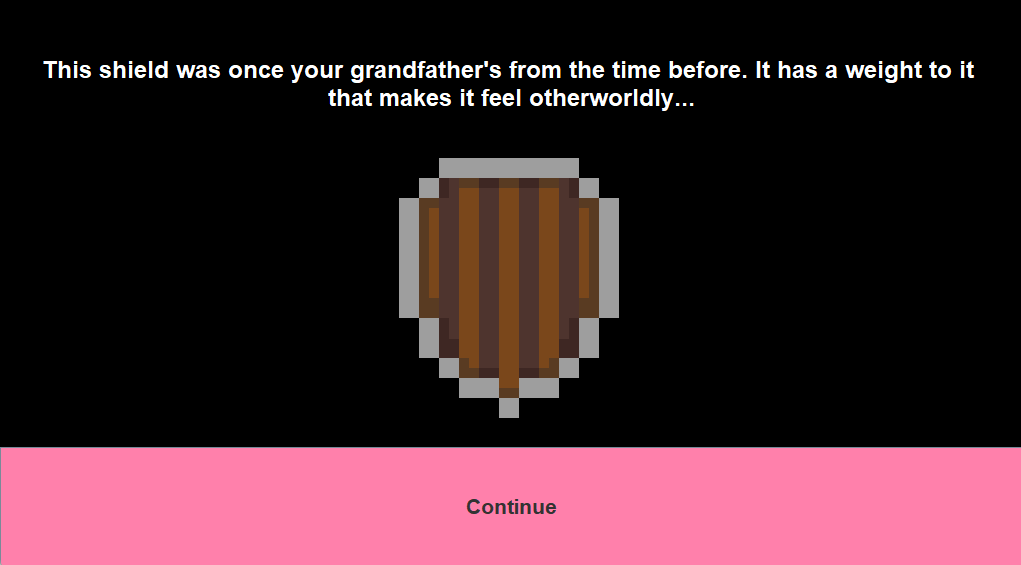 This shield was once your grandfather's from the time before. It has a weight to it
that makes it feel otherworldly...
Continue